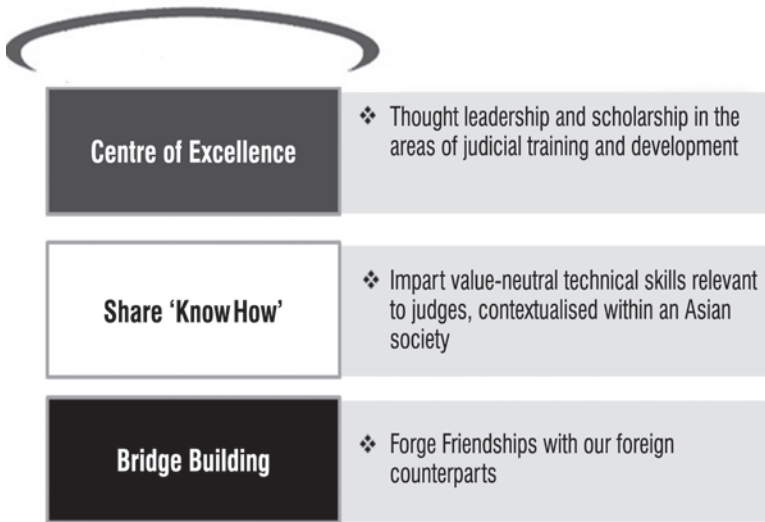 Centre of Excellence
❖ Thought leadership and scholarship in the
areas of judicial training and development
Share ‘Know How’
❖ Impart value-neutral technical skills relevant
to judges, contextualised within an Asian
society
Bridge Building
❖ Forge Friendships with our foreign
counterparts